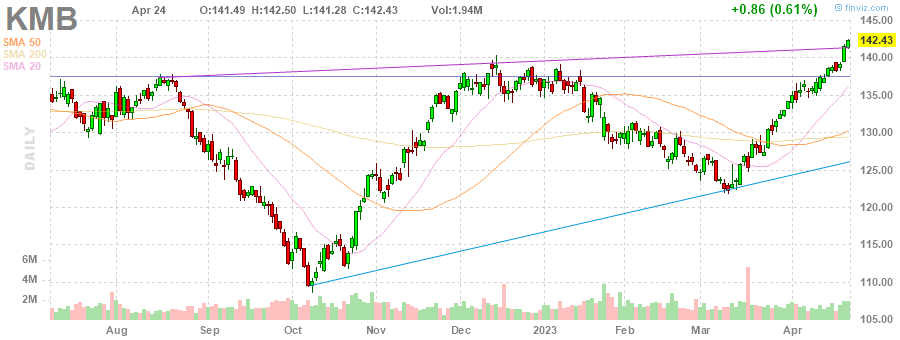 KMB
Apr 24 O:141.49 H:142.50 L:141.28 C:142.43 Vol:1.94M +0.86 (0.61%) finviz.com
SMA 50
SMA 200
SMA 20
DAILY
145.00
142.43
140.00
135.00
130.00
125.00
120.00
115.00
110.00
105.00
6M
4M
2M
Aug Sep Oct Nov Dec 2023 Feb Mar Apr